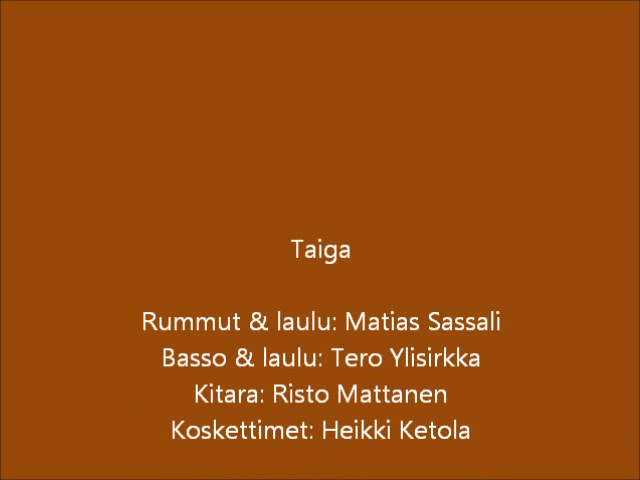 Taiga
Rummut & laulu: Matias Sassali
Basso & laulu: Tero Ylisirkka
Kitara: Risto Mattanen
Koskettimet: Heikki Ketola